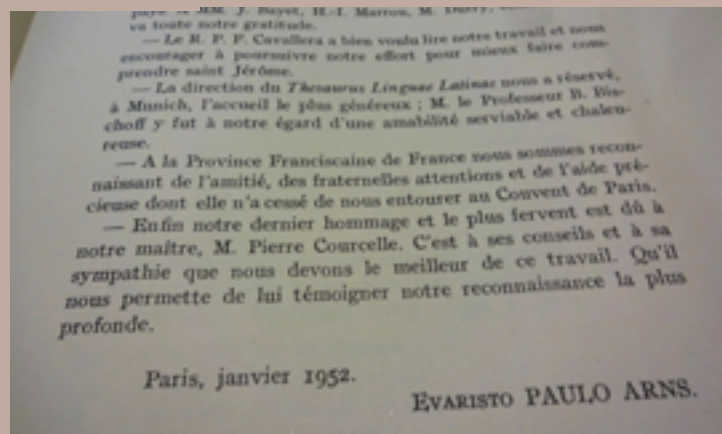 pays. A MM. J. Bayet, H.-I. Marrou, M. Durry,
va toute notre gratitude.
— Le R. P. F. Cavallera a bien voulu lire notre travail et nous
encourager à poursuivre notre effort pour mieux faire com-
prendre saint Jérôme.
— La direction du Thesaurus Linguae Latinae nous a réservé,
à Munich, l'accueil le plus généreux ; M. le Professeur B. Bis-
choff y fut à notre égard d'une amabilité serviable et chaleu-
reuse.
— A la Province Franciscaine de France nous sommes recon-
naissant de l'amitié, des fraternelles attentions et de l'aide pré-
cieuse dont elle n'a cessé de nous entourer au Couvent de Paris.
— Enfin notre dernier hommage et le plus fervent est dû à
notre maître, M. Pierre Courcelle. C'est à ses conseils et à sa
sympathie que nous devons le meilleur de ce travail. Qu'il
nous permette de lui témoigner notre reconnaissance la plus
profonde.
Paris, janvier 1952.
Evaristo PAULO ARNS.